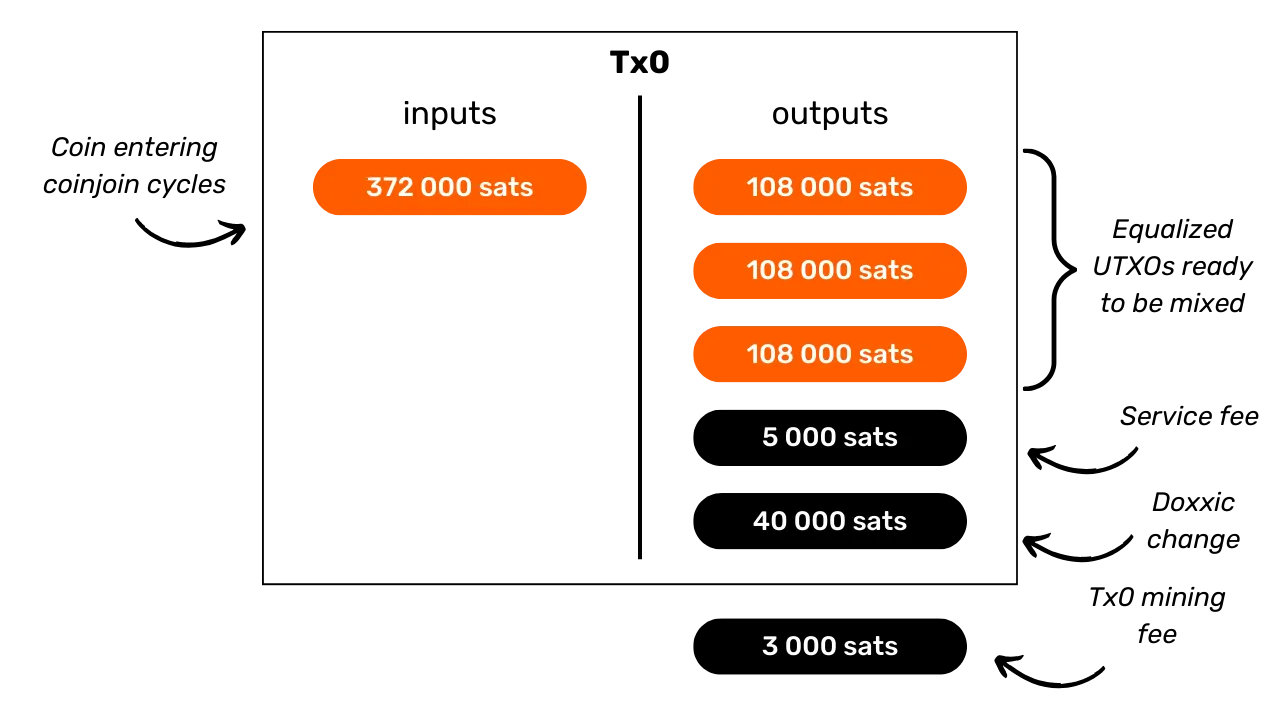 Tx0
inputs
outputs
Coin entering
coinjoin cycles
372 000 sats
108 000 sats
108 000 sats
108 000 sats
Equalized
UTXOs ready
to be mixed
5 000 sats
Service fee
40 000 sats
Doxxic
change
3 000 sats
Tx0 mining
fee